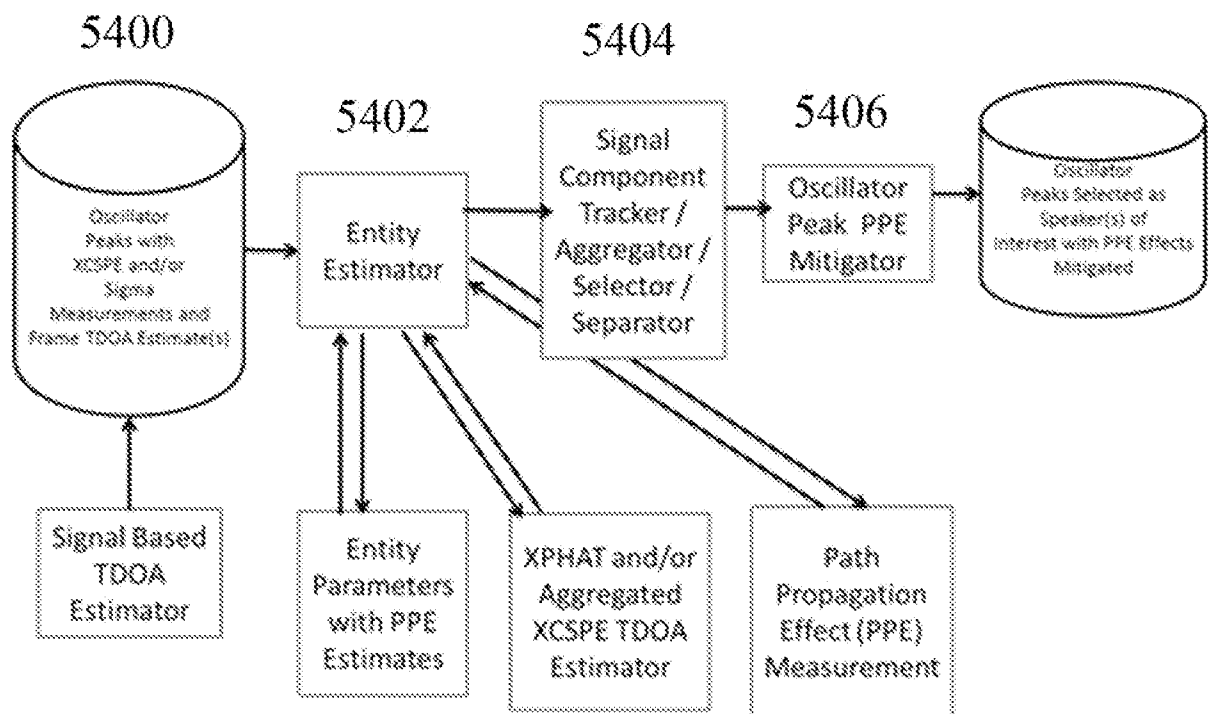 5400
5404
5402
5406
Oscillator
Peaks with
XCSPE and/or
Sigma
Measurements and
Frame TDOA Estimate(s)
Entity
Estimator
Signal
Component
Tracker /
Aggregator /
Selector /
Separator
Oscillator
Peak PPE
Mitigator
Oscillator
Peaks Selected as
Speaker(s) of
Interest with PPE Effects
Mitigated
Signal Based
TDOA
Estimator
Entity
Parameters
with PPE
Estimates
XPHAT and/or
Aggregated
XCSPE TDOA
Estimator
Path
Propagation
Effect (PPE)
Measurement